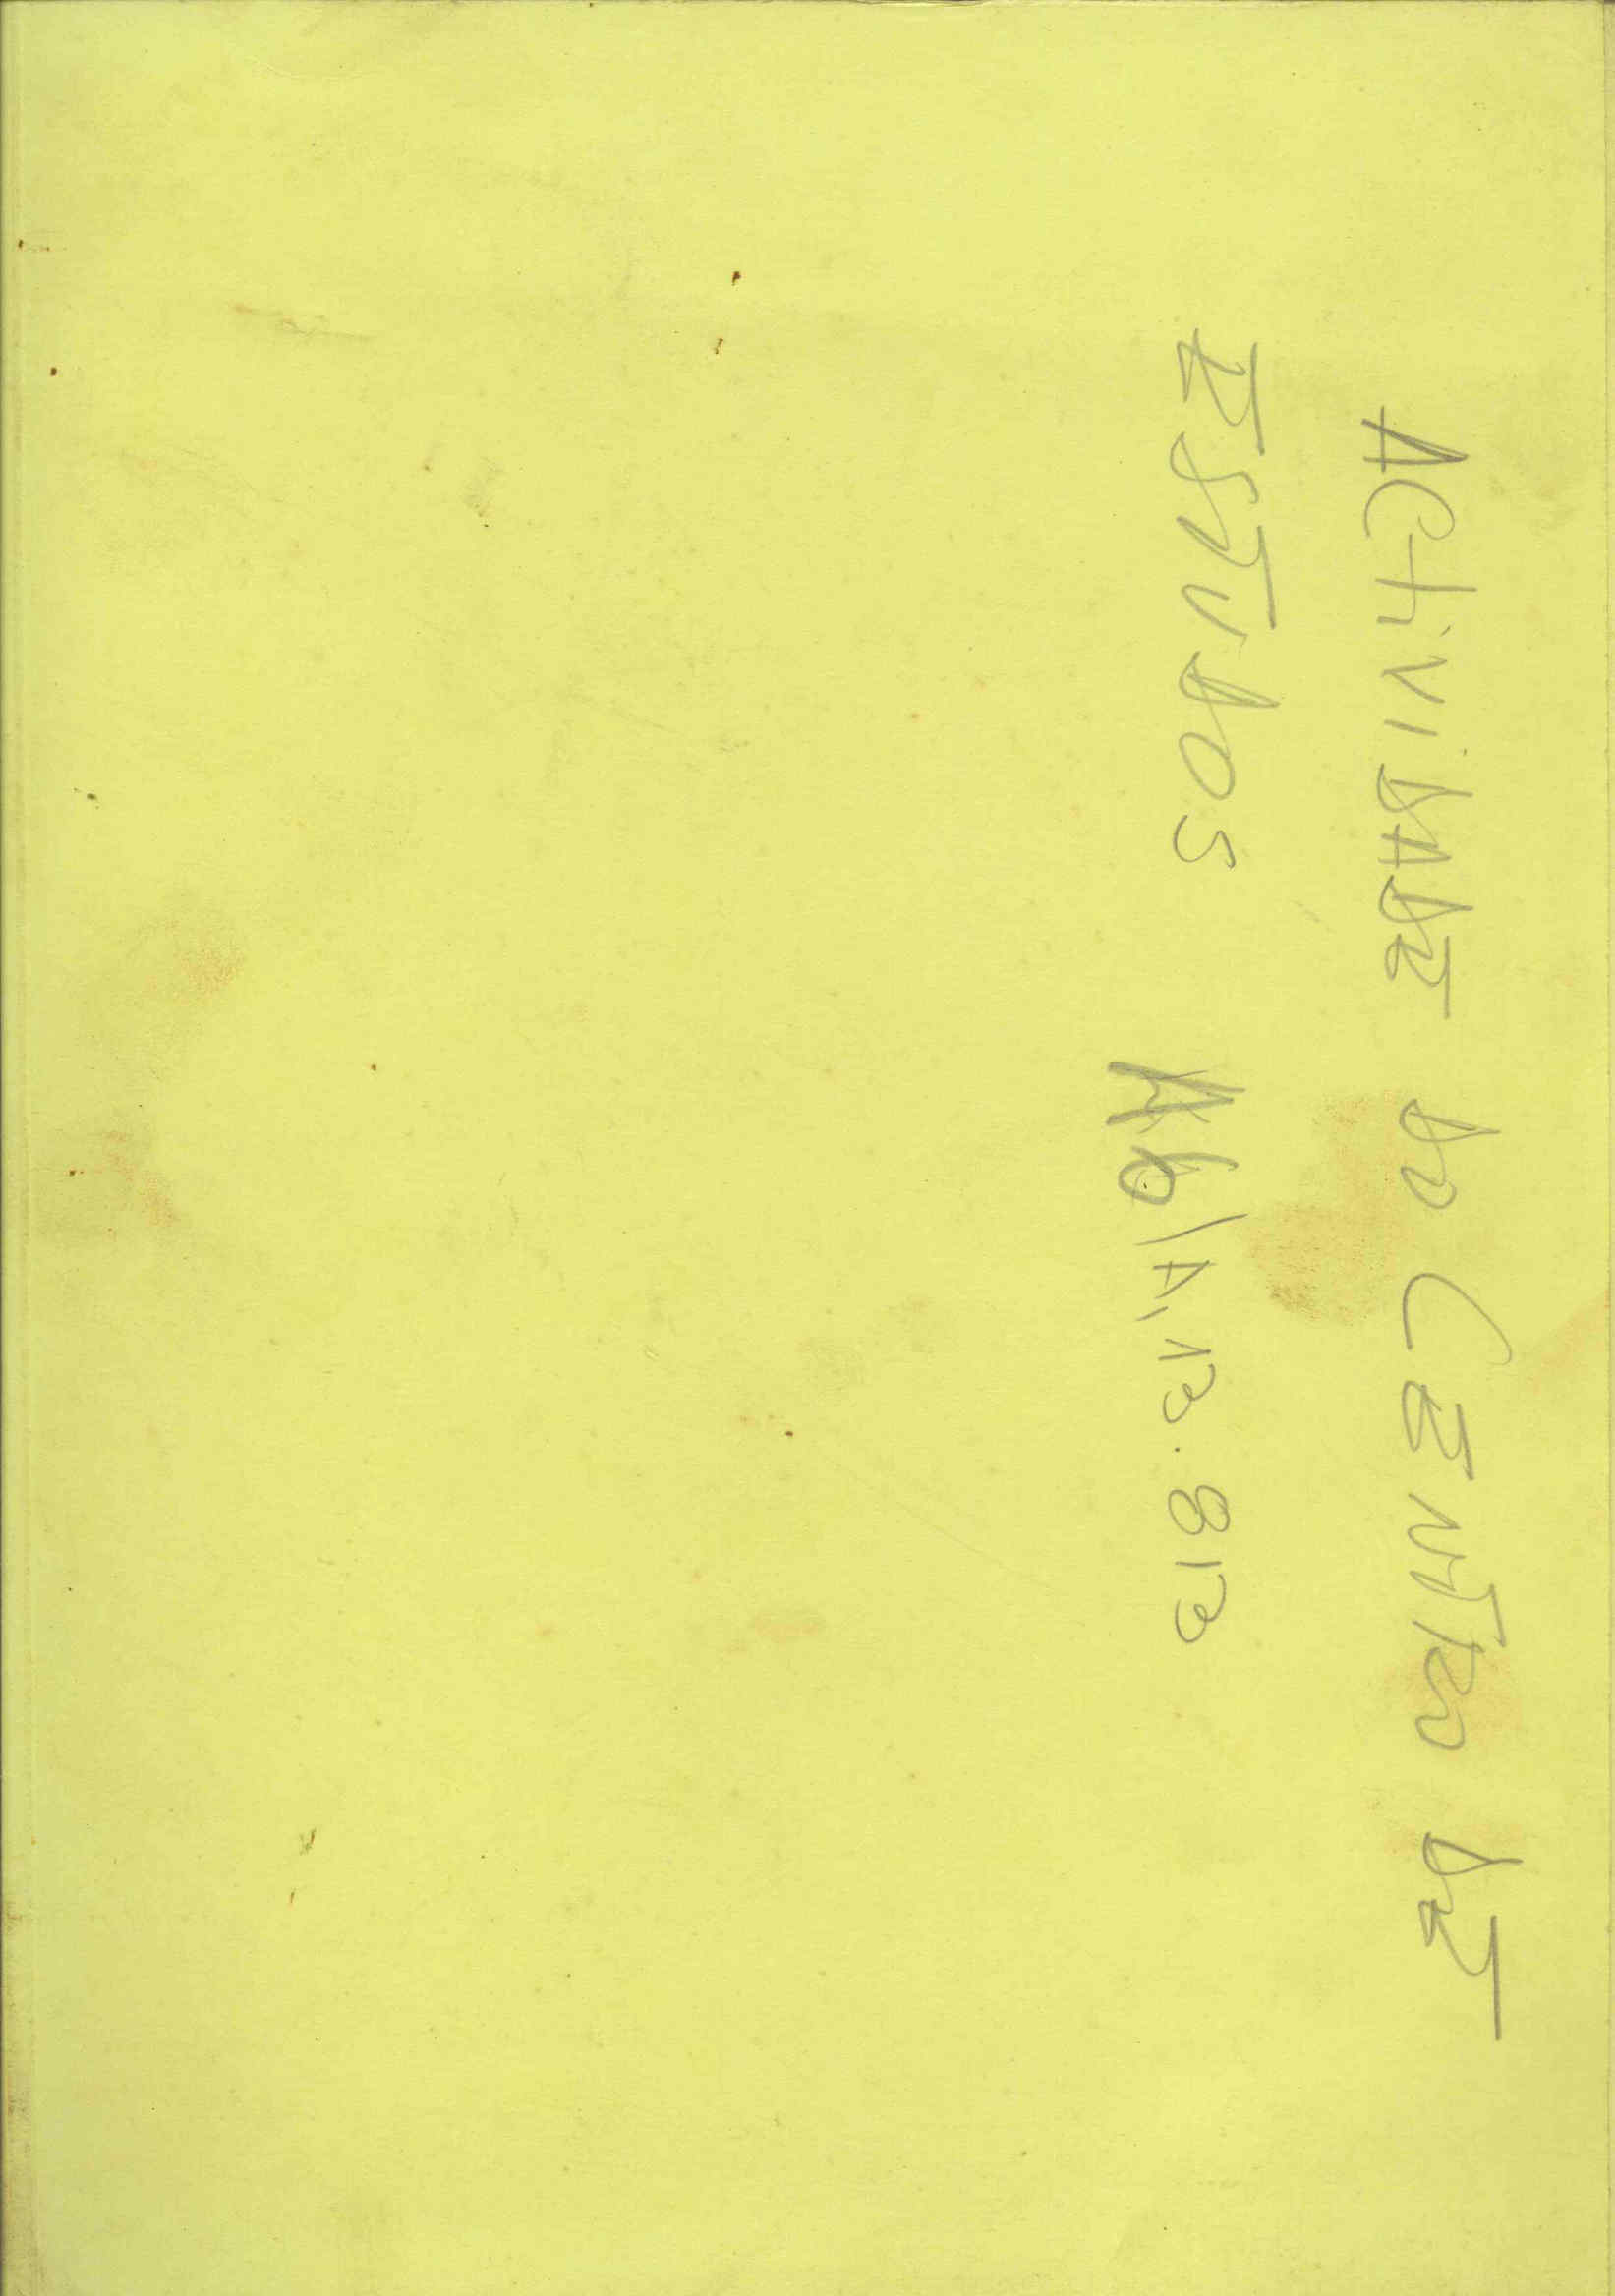 ACtiViDADE Do CENTRO DE
ESTUDOS A6/A,13.813